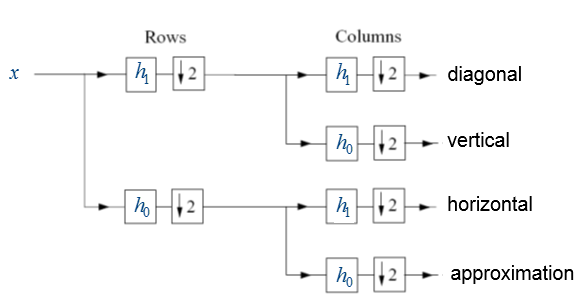 Rows Columns
x h₁ ↓2 h₁ ↓2 diagonal
h₀ ↓2 vertical
h₀ ↓2 h₁ ↓2 horizontal
h₀ ↓2 approximation